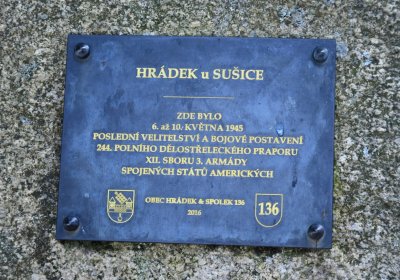 HRÁDEK u SUŠICE
ZDE BYLO
6. až 10. KVĚTNA 1945
POSLEDNÍ VELITELSTVÍ A BOJOVÉ POSTAVENÍ
244. POLNÍHO DĚLOSTŘELECKÉHO PRAPORU
XII. SBORU 3. ARMÁDY
SPOJENÝCH STÁTŮ AMERICKÝCH
OBEC HRÁDEK & SPOLEK 136
2016
136